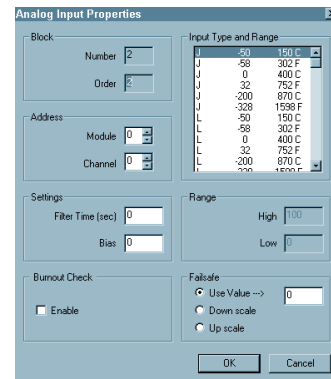 Analog Input Properties
Block
Number 2
Order 2
Address
Module 0
Channel 0
Settings
Filter Time (sec) 0
Bias 0
Burnout Check
Enable
Input Type and Range
J -50 150 C
J -58 302 F
J 0 400 C
J 32 752 F
J -200 870 C
J -328 1598 F
L -50 150 C
L -58 302 F
L 0 400 C
L 32 752 F
L -200 870 C
Range
High 100
Low 0
Failsafe
Use Value ---> 0
Down scale
Up scale
OK Cancel